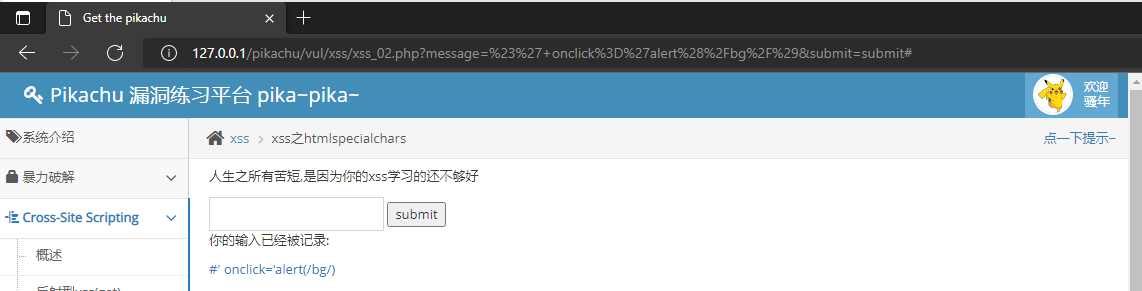 Get the pikachu
127.0.0.1/pikachu/vul/xss/xss_02.php?message=%23%27+onclick%3D%27alert%28%2Fbg%2F%29&submit=submit#
Pikachu 漏洞练习平台 pika~pika~
欢迎
骚年
系统介绍
xss > xss之htmlspecialchars
点一下提示~
暴力破解
人生之所有苦短,是因为你的xss学习的还不够好
submit
Cross-Site Scripting
你的输入已经被记录:
概述
#' onclick='alert(/bg/)
反射型xss(get)